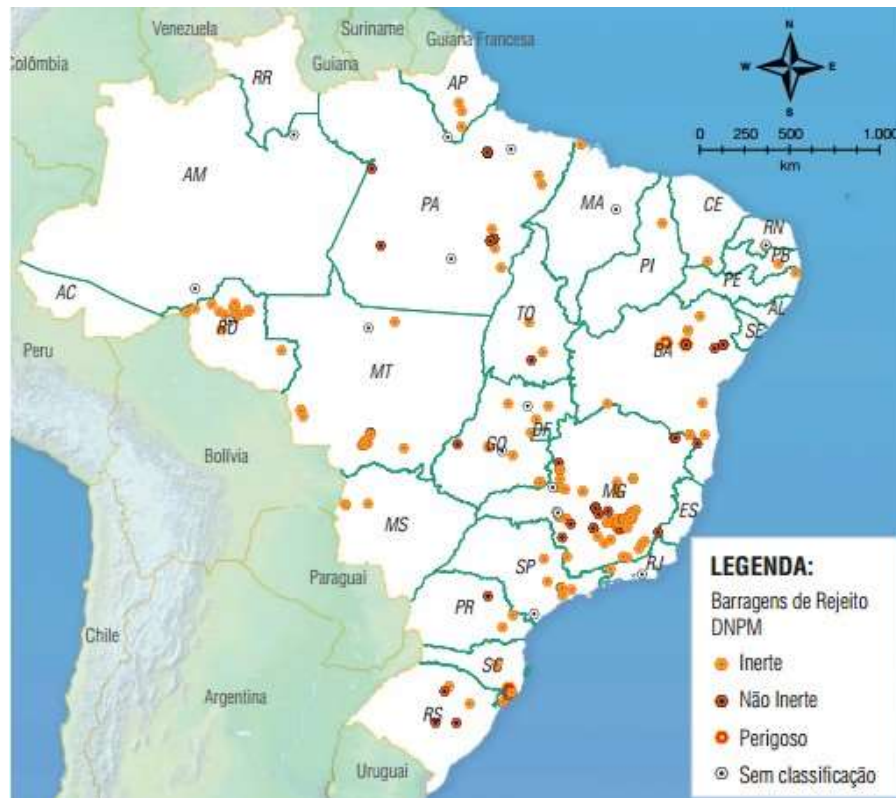 Venezuela
Suriname
Guiana Francesa
Colômbia
Guiana
RR
AP
N
W
E
S
0 250 500 1.000
km
AM
PA
MA
CE
RN
PB
PI
PE
AC
AL
TO
SE
RO
BA
Peru
MT
DF
GO
Bolívia
MG
ES
MS
SP
RJ
Paraguai
PR
Chile
SC
Argentina
RS
Uruguai
LEGENDA:
Barragens de Rejeito
DNPM
Inerte
Não Inerte
Perigoso
Sem classificação